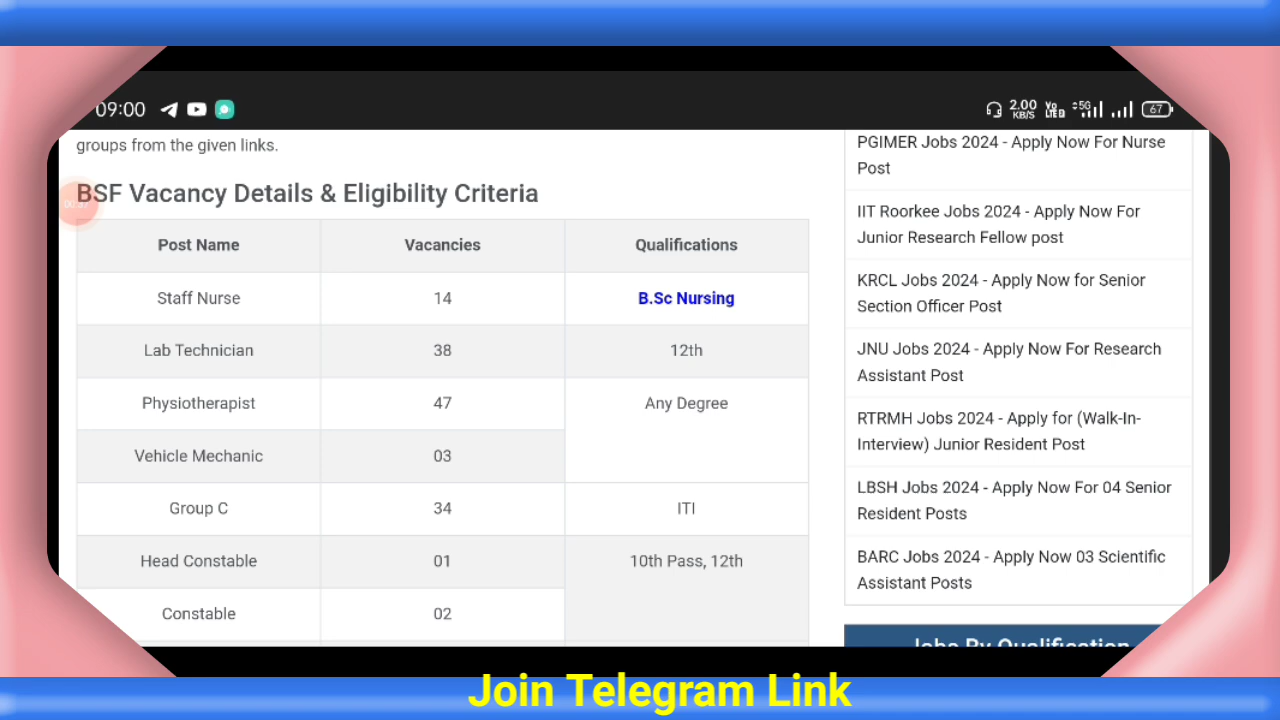 09:00
2.00
KB/S
Vo
LTE
5G
67
groups from the given links.
BSF Vacancy Details & Eligibility Criteria
Post Name Vacancies Qualifications
Staff Nurse 14 B.Sc Nursing
Lab Technician 38 12th
Physiotherapist 47 Any Degree
Vehicle Mechanic 03
Group C 34 ITI
Head Constable 01 10th Pass, 12th
Constable 02
PGIMER Jobs 2024 - Apply Now For Nurse
Post
IIT Roorkee Jobs 2024 - Apply Now For
Junior Research Fellow post
KRCL Jobs 2024 - Apply Now for Senior
Section Officer Post
JNU Jobs 2024 - Apply Now For Research
Assistant Post
RTRMH Jobs 2024 - Apply for (Walk-In-
Interview) Junior Resident Post
LBSH Jobs 2024 - Apply Now For 04 Senior
Resident Posts
BARC Jobs 2024 - Apply Now 03 Scientific
Assistant Posts
Jobs By Qualification
Join Telegram Link